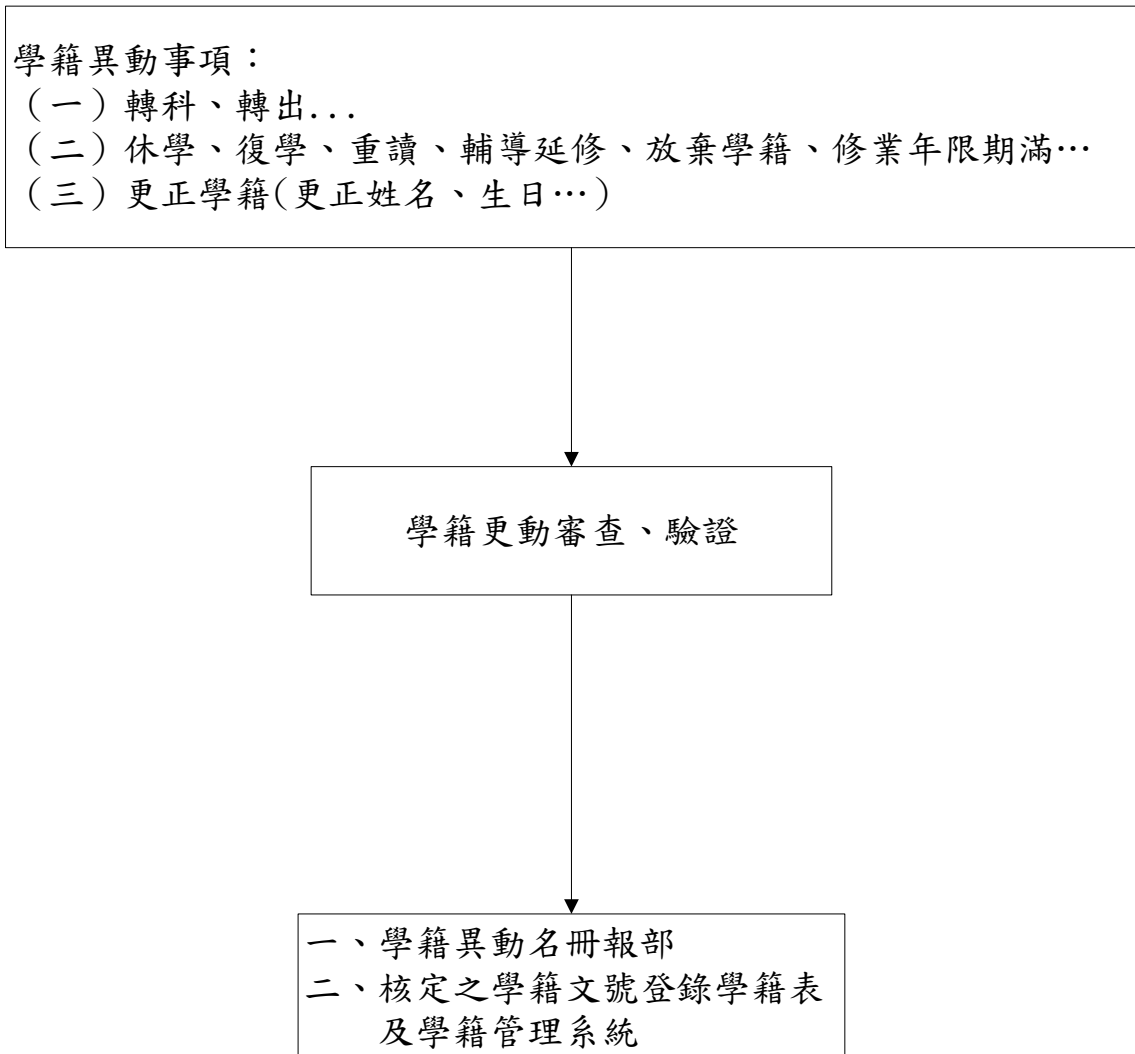 學籍異動事項：
（一）轉科、轉出...
（二）休學、復學、重讀、輔導延修、放棄學籍、修業年限期滿…
（三）更正學籍(更正姓名、生日…)
學籍更動審查、驗證
一、學籍異動名冊報部
二、核定之學籍文號登錄學籍表
及學籍管理系統